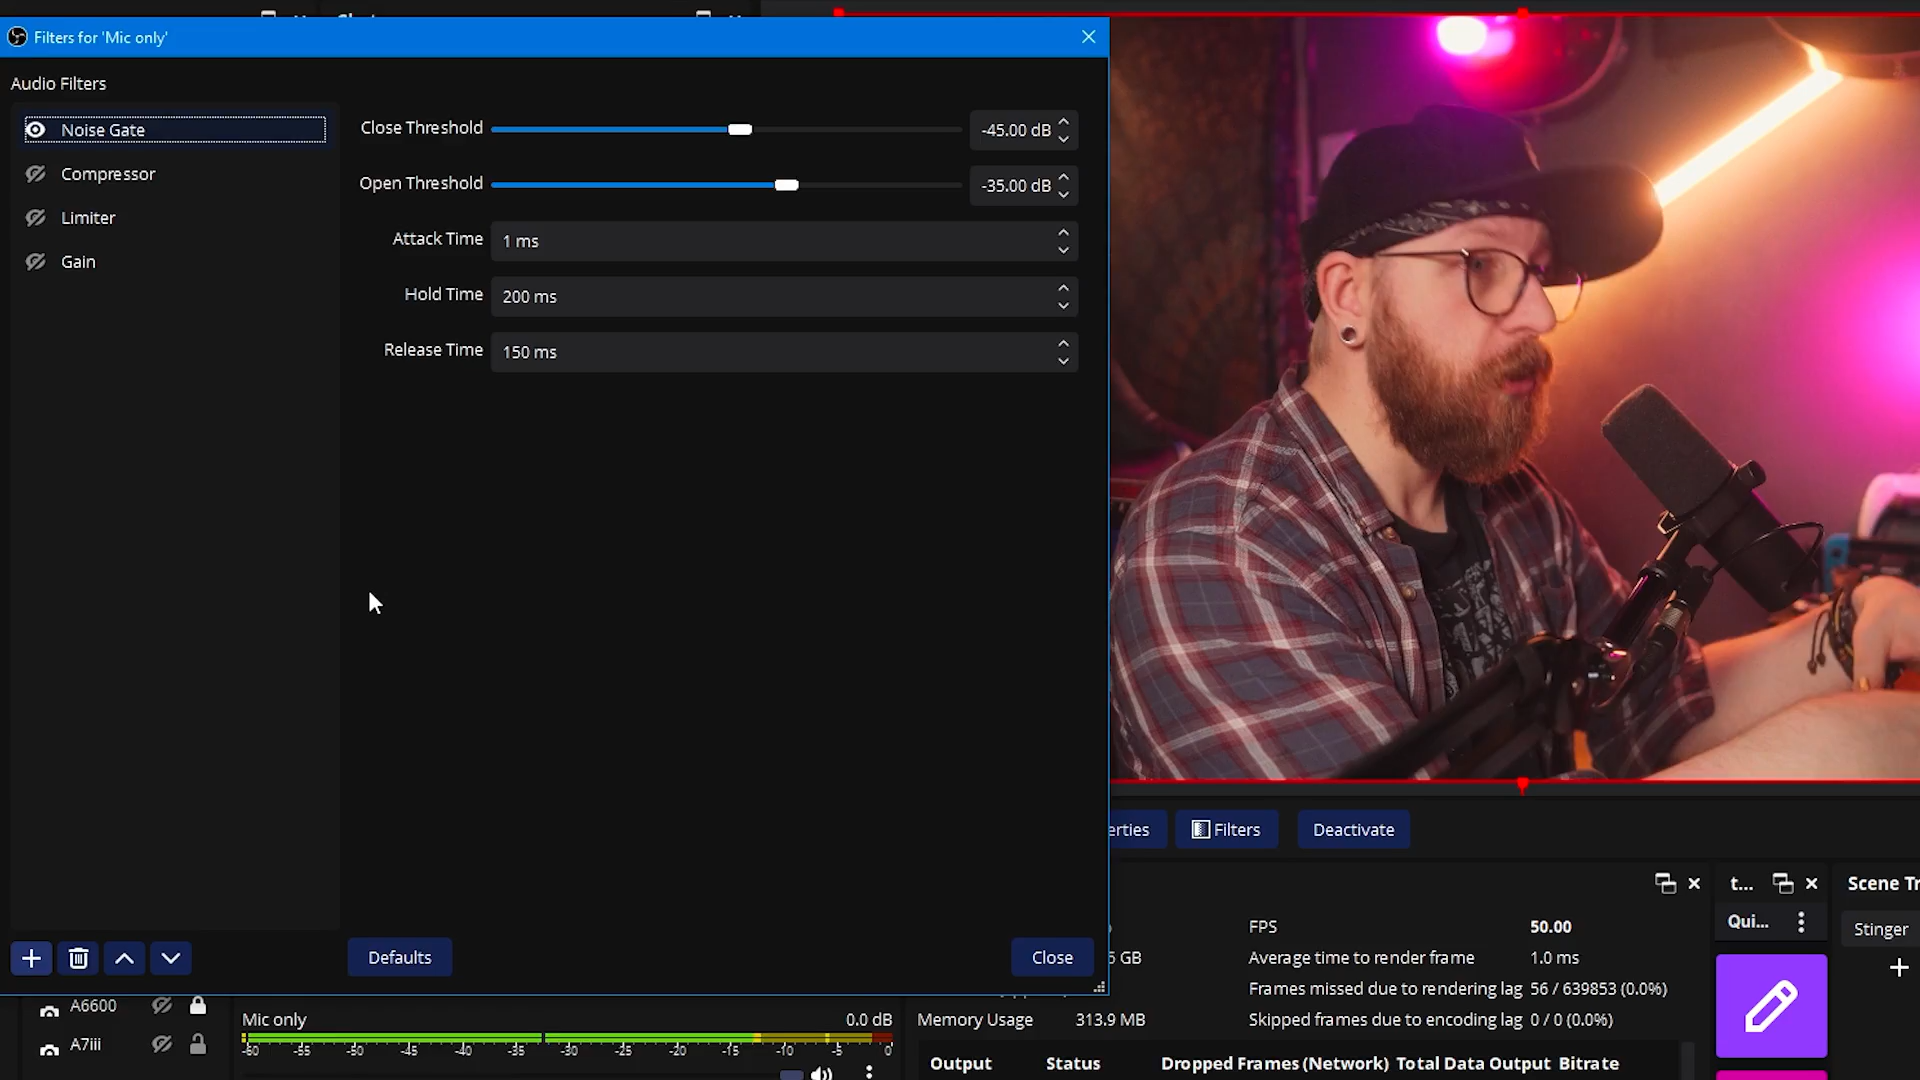 Filters for 'Mic only'
Audio Filters
Noise Gate
Compressor
Limiter
Gain
Close Threshold
-45.00 dB
Open Threshold
-35.00 dB
Attack Time
1 ms
Hold Time
200 ms
Release Time
150 ms
Defaults
Close
erties
Filters
Deactivate
t...
Scene Tr
Qui...
Stinger
FPS
50.00
GB
Average time to render frame
1.0 ms
Frames missed due to rendering lag
56 / 639853 (0.0%)
Memory Usage
313.9 MB
Skipped frames due to encoding lag
0 / 0 (0.0%)
Output
Status
Dropped Frames (Network)
Total Data Output
Bitrate
A6600
A7iii
Mic only
0.0 dB
-60 -55 -50 -45 -40 -35 -30 -25 -20 -15 -10 -5 0